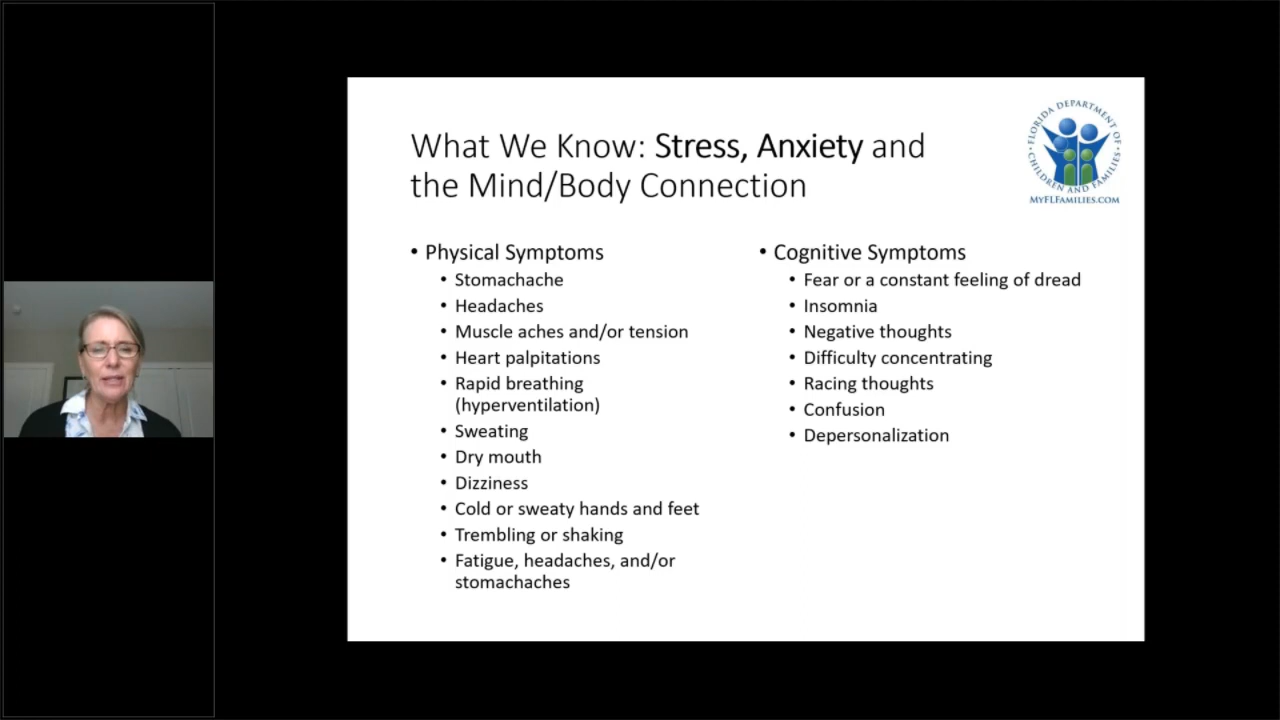 What We Know: Stress, Anxiety and
the Mind/Body Connection
FLORIDA DEPARTMENT OF
CHILDREN AND FAMILIES
MYFLFAMILIES.COM
• Physical Symptoms
• Stomachache
• Headaches
• Muscle aches and/or tension
• Heart palpitations
• Rapid breathing
(hyperventilation)
• Sweating
• Dry mouth
• Dizziness
• Cold or sweaty hands and feet
• Trembling or shaking
• Fatigue, headaches, and/or
stomachaches
• Cognitive Symptoms
• Fear or a constant feeling of dread
• Insomnia
• Negative thoughts
• Difficulty concentrating
• Racing thoughts
• Confusion
• Depersonalization